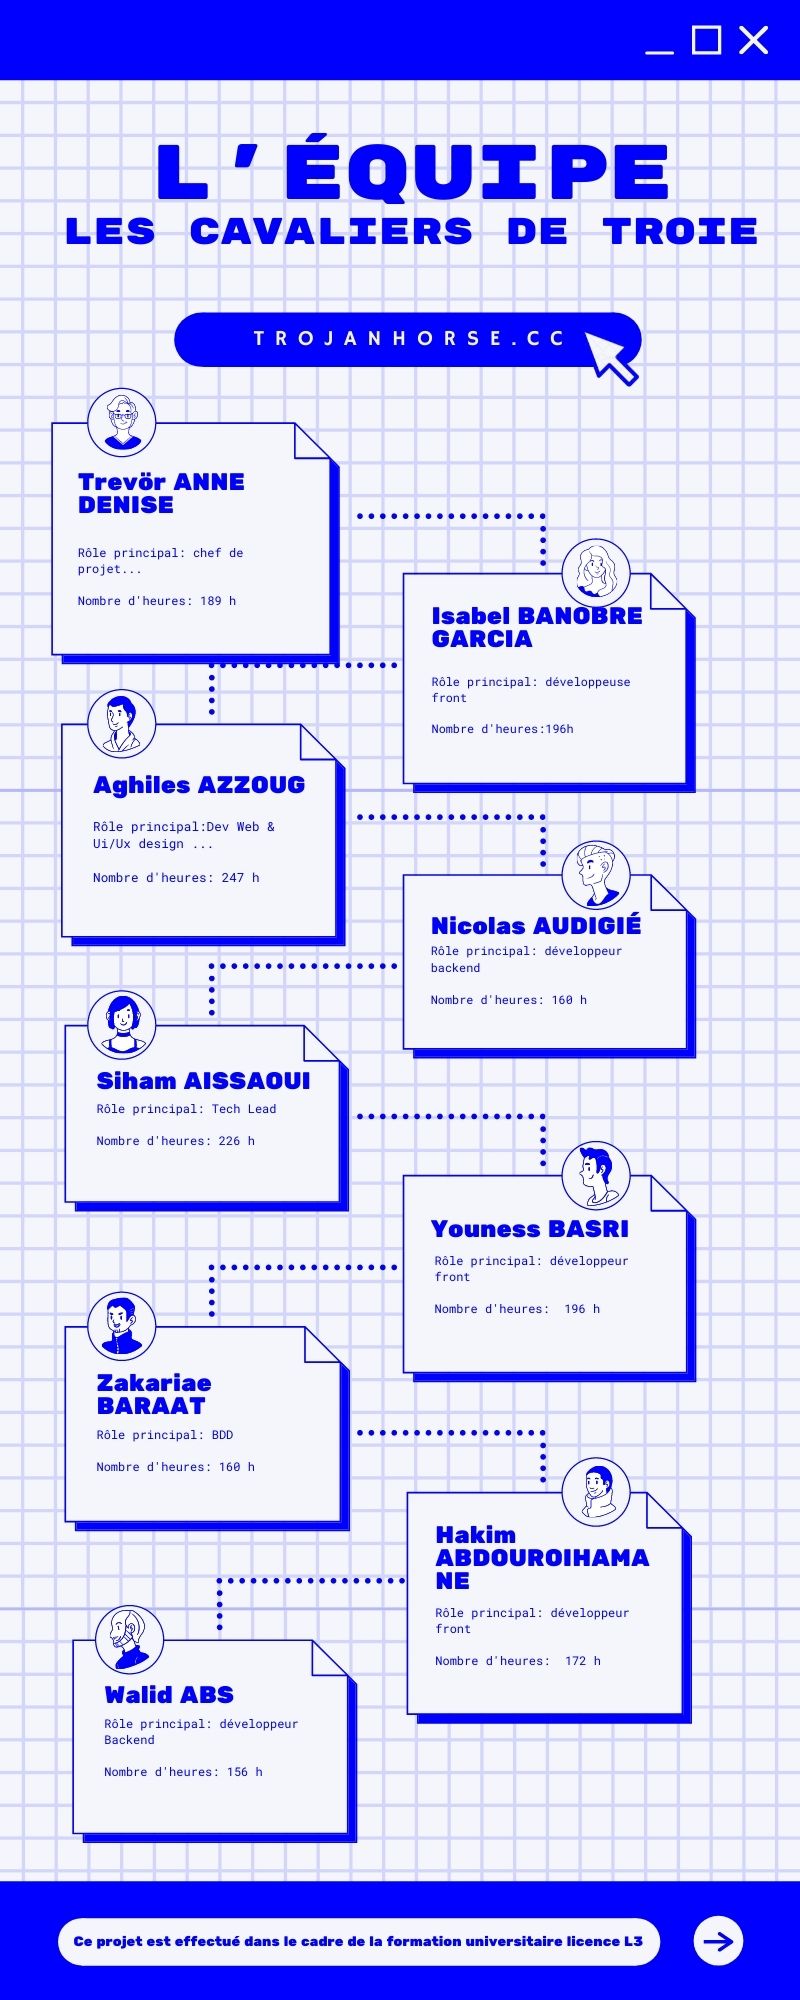 L'ÉQUIPE
LES CAVALIERS DE TROIE
TROJANHORSE.CC
Trevör ANNE
DENISE
Rôle principal: chef de
projet...
Nombre d'heures: 189 h
Isabel BANOBRE
GARCIA
Rôle principal: développeuse
front
Nombre d'heures:196h
Aghiles AZZOUG
Rôle principal:Dev Web &
Ui/Ux design ...
Nombre d'heures: 247 h
Nicolas AUDIGIÉ
Rôle principal: développeur
backend
Nombre d'heures: 160 h
Siham AISSAOUI
Rôle principal: Tech Lead
Nombre d'heures: 226 h
Youness BASRI
Rôle principal: développeur
front
Nombre d'heures:  196 h
Zakariae
BARAAT
Rôle principal: BDD
Nombre d'heures: 160 h
Hakim
ABDOUROIHAMA
NE
Rôle principal: développeur
front
Nombre d'heures:  172 h
Walid ABS
Rôle principal: développeur
Backend
Nombre d'heures: 156 h
Ce projet est effectué dans le cadre de la formation universitaire licence L3